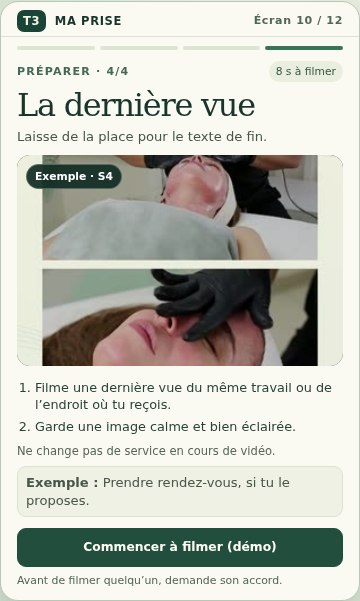 T3 MA PRISE
Écran 10 / 12
PRÉPARER · 4/4
8 s à filmer
La dernière vue
Laisse de la place pour le texte de fin.
Exemple · S4
1. Filme une dernière vue du même travail ou de
l’endroit où tu reçois.
2. Garde une image calme et bien éclairée.
Ne change pas de service en cours de vidéo.
Exemple : Prendre rendez-vous, si tu le
proposes.
Commencer à filmer (démo)
Avant de filmer quelqu’un, demande son accord.